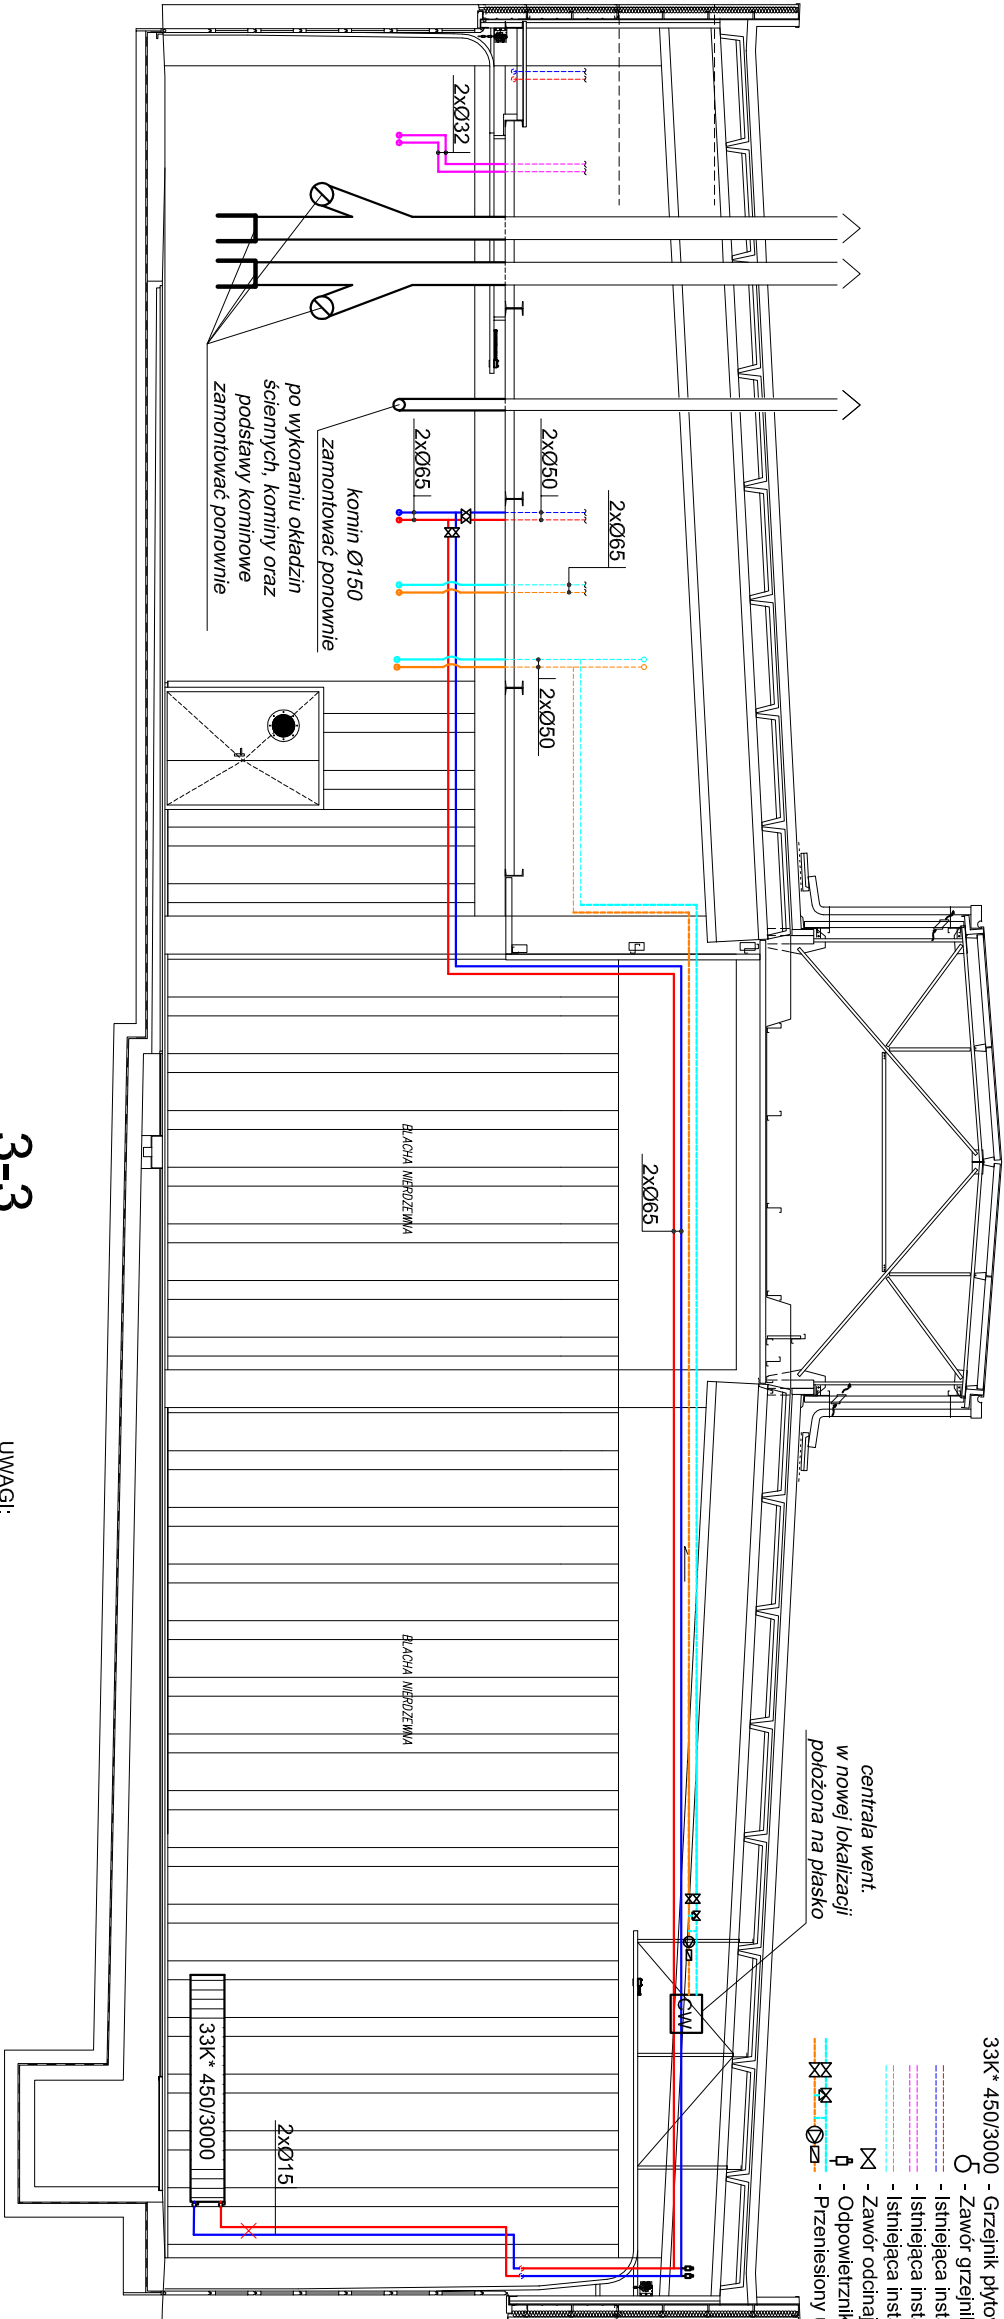 2xØ32
po wykonaniu okładzin
ściennych, kominy oraz
podstawy kominowe
zamontować ponownie
komin Ø150
zamontować ponownie
2xØ65
2xØ50
2xØ65
2xØ50
BLACHA NIERDZEWNA
2xØ65
BLACHA NIERDZEWNA
centrala went.
w nowej lokalizacji
położona na płasko
CW
33K* 450/3000
2xØ15
33K* 450/3000 - Grzejnik płyto
- Zawór grzejni
- Istniejąca inst
- Istniejąca inst
- Istniejąca inst
- Zawór odcinaj
- Odpowietrznik
- Przeniesiony
3-3
UWAGI: